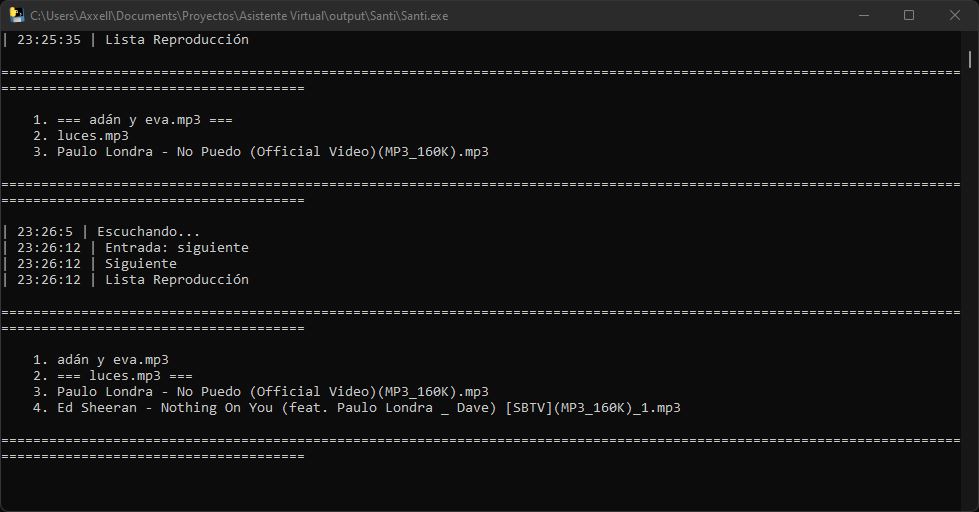 C:\Users\Axxell\Documents\Proyectos\Asistente Virtual\output\Santi\Santi.exe
| 23:25:35 | Lista Reproducción
========================================================================================================================
======================================
1. === adán y eva.mp3 ===
2. luces.mp3
3. Paulo Londra - No Puedo (Official Video)(MP3_160K).mp3
========================================================================================================================
======================================
| 23:26:5 | Escuchando...
| 23:26:12 | Entrada: siguiente
| 23:26:12 | Siguiente
| 23:26:12 | Lista Reproducción
========================================================================================================================
======================================
1. adán y eva.mp3
2. === luces.mp3 ===
3. Paulo Londra - No Puedo (Official Video)(MP3_160K).mp3
4. Ed Sheeran - Nothing On You (feat. Paulo Londra _ Dave) [SBTV](MP3_160K)_1.mp3
========================================================================================================================
======================================